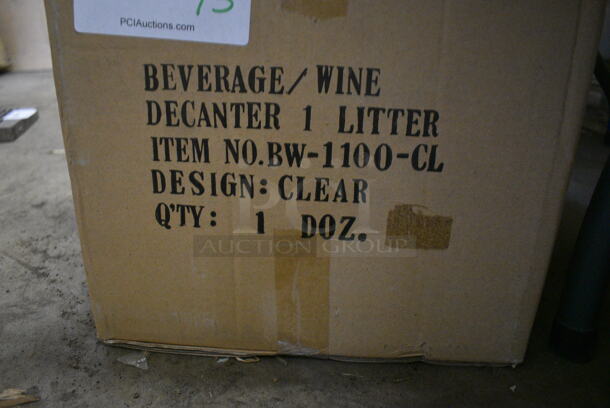 PCIAuctions.com
BEVERAGE/WINE
DECANTER 1 LITTER
ITEM NO.BW-1100-CL
DESIGN: CLEAR
Q'TY: 1 DOZ.
PCI
AUCTION GROUP